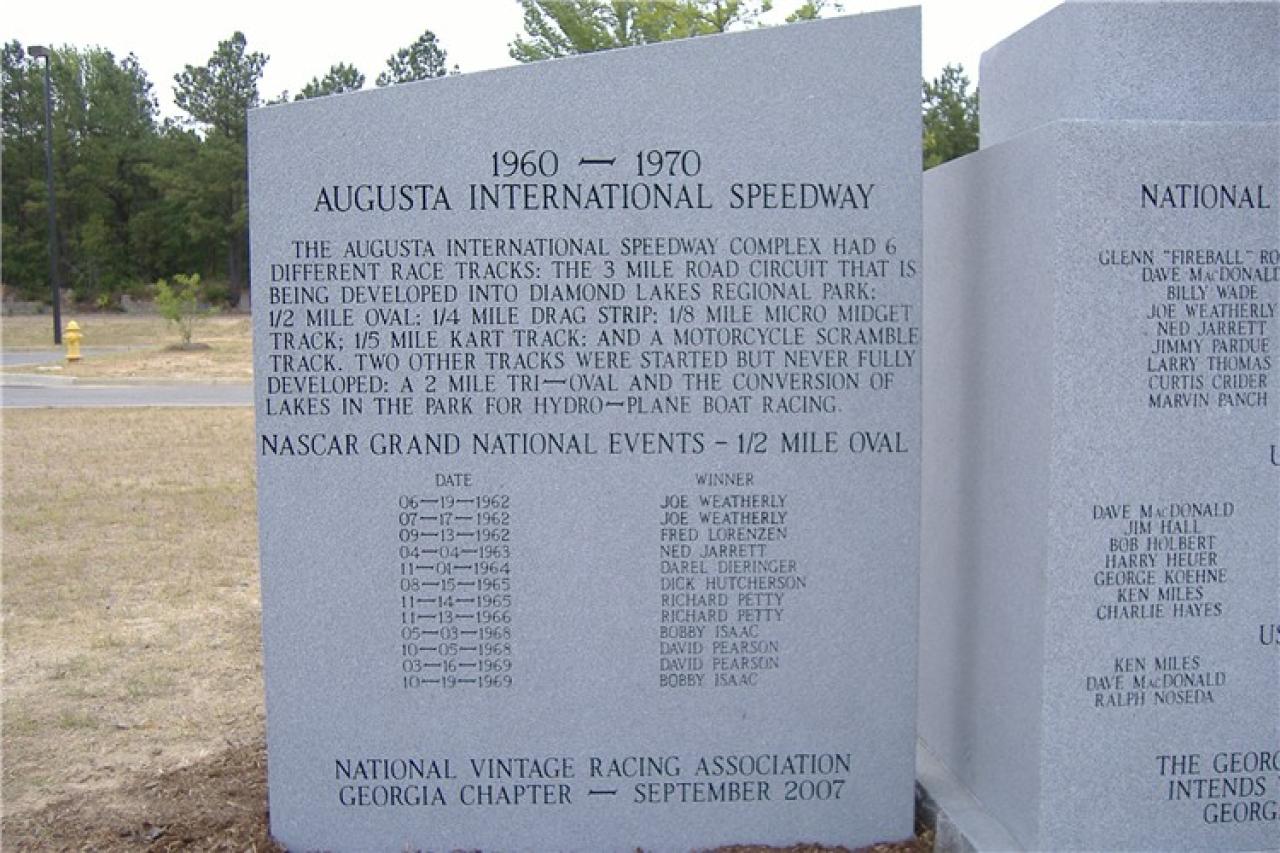 1960 — 1970
AUGUSTA INTERNATIONAL SPEEDWAY
THE AUGUSTA INTERNATIONAL SPEEDWAY COMPLEX HAD 6
DIFFERENT RACE TRACKS: THE 3 MILE ROAD CIRCUIT THAT IS
BEING DEVELOPED INTO DIAMOND LAKES REGIONAL PARK;
1/2 MILE OVAL; 1/4 MILE DRAG STRIP; 1/8 MILE MICRO MIDGET
TRACK; 1/5 MILE KART TRACK; AND A MOTORCYCLE SCRAMBLE
TRACK. TWO OTHER TRACKS WERE STARTED BUT NEVER FULLY
DEVELOPED: A 2 MILE TRI—OVAL AND THE CONVERSION OF
LAKES IN THE PARK FOR HYDRO—PLANE BOAT RACING.
NASCAR GRAND NATIONAL EVENTS - 1/2 MILE OVAL
DATE WINNER
06—19—1962 JOE WEATHERLY
07—17—1962 JOE WEATHERLY
09—13—1962 FRED LORENZEN
04—04—1963 NED JARRETT
11—01—1964 DAREL DIERINGER
08—15—1965 DICK HUTCHERSON
11—14—1965 RICHARD PETTY
11—13—1966 RICHARD PETTY
05—03—1968 BOBBY ISAAC
10—05—1968 DAVID PEARSON
03—16—1969 DAVID PEARSON
10—19—1969 BOBBY ISAAC
NATIONAL VINTAGE RACING ASSOCIATION
GEORGIA CHAPTER — SEPTEMBER 2007
NATIONAL
GLENN "FIREBALL" RO
DAVE MacDONALD
BILLY WADE
JOE WEATHERLY
NED JARRETT
JIMMY PARDUE
LARRY THOMAS
CURTIS CRIDER
MARVIN PANCH
U
DAVE MacDONALD
JIM HALL
BOB HOLBERT
HARRY HEUER
GEORGE KOEHNE
KEN MILES
CHARLIE HAYES
US
KEN MILES
DAVE MacDONALD
RALPH NOSEDA
THE GEORG
INTENDS
GEORG